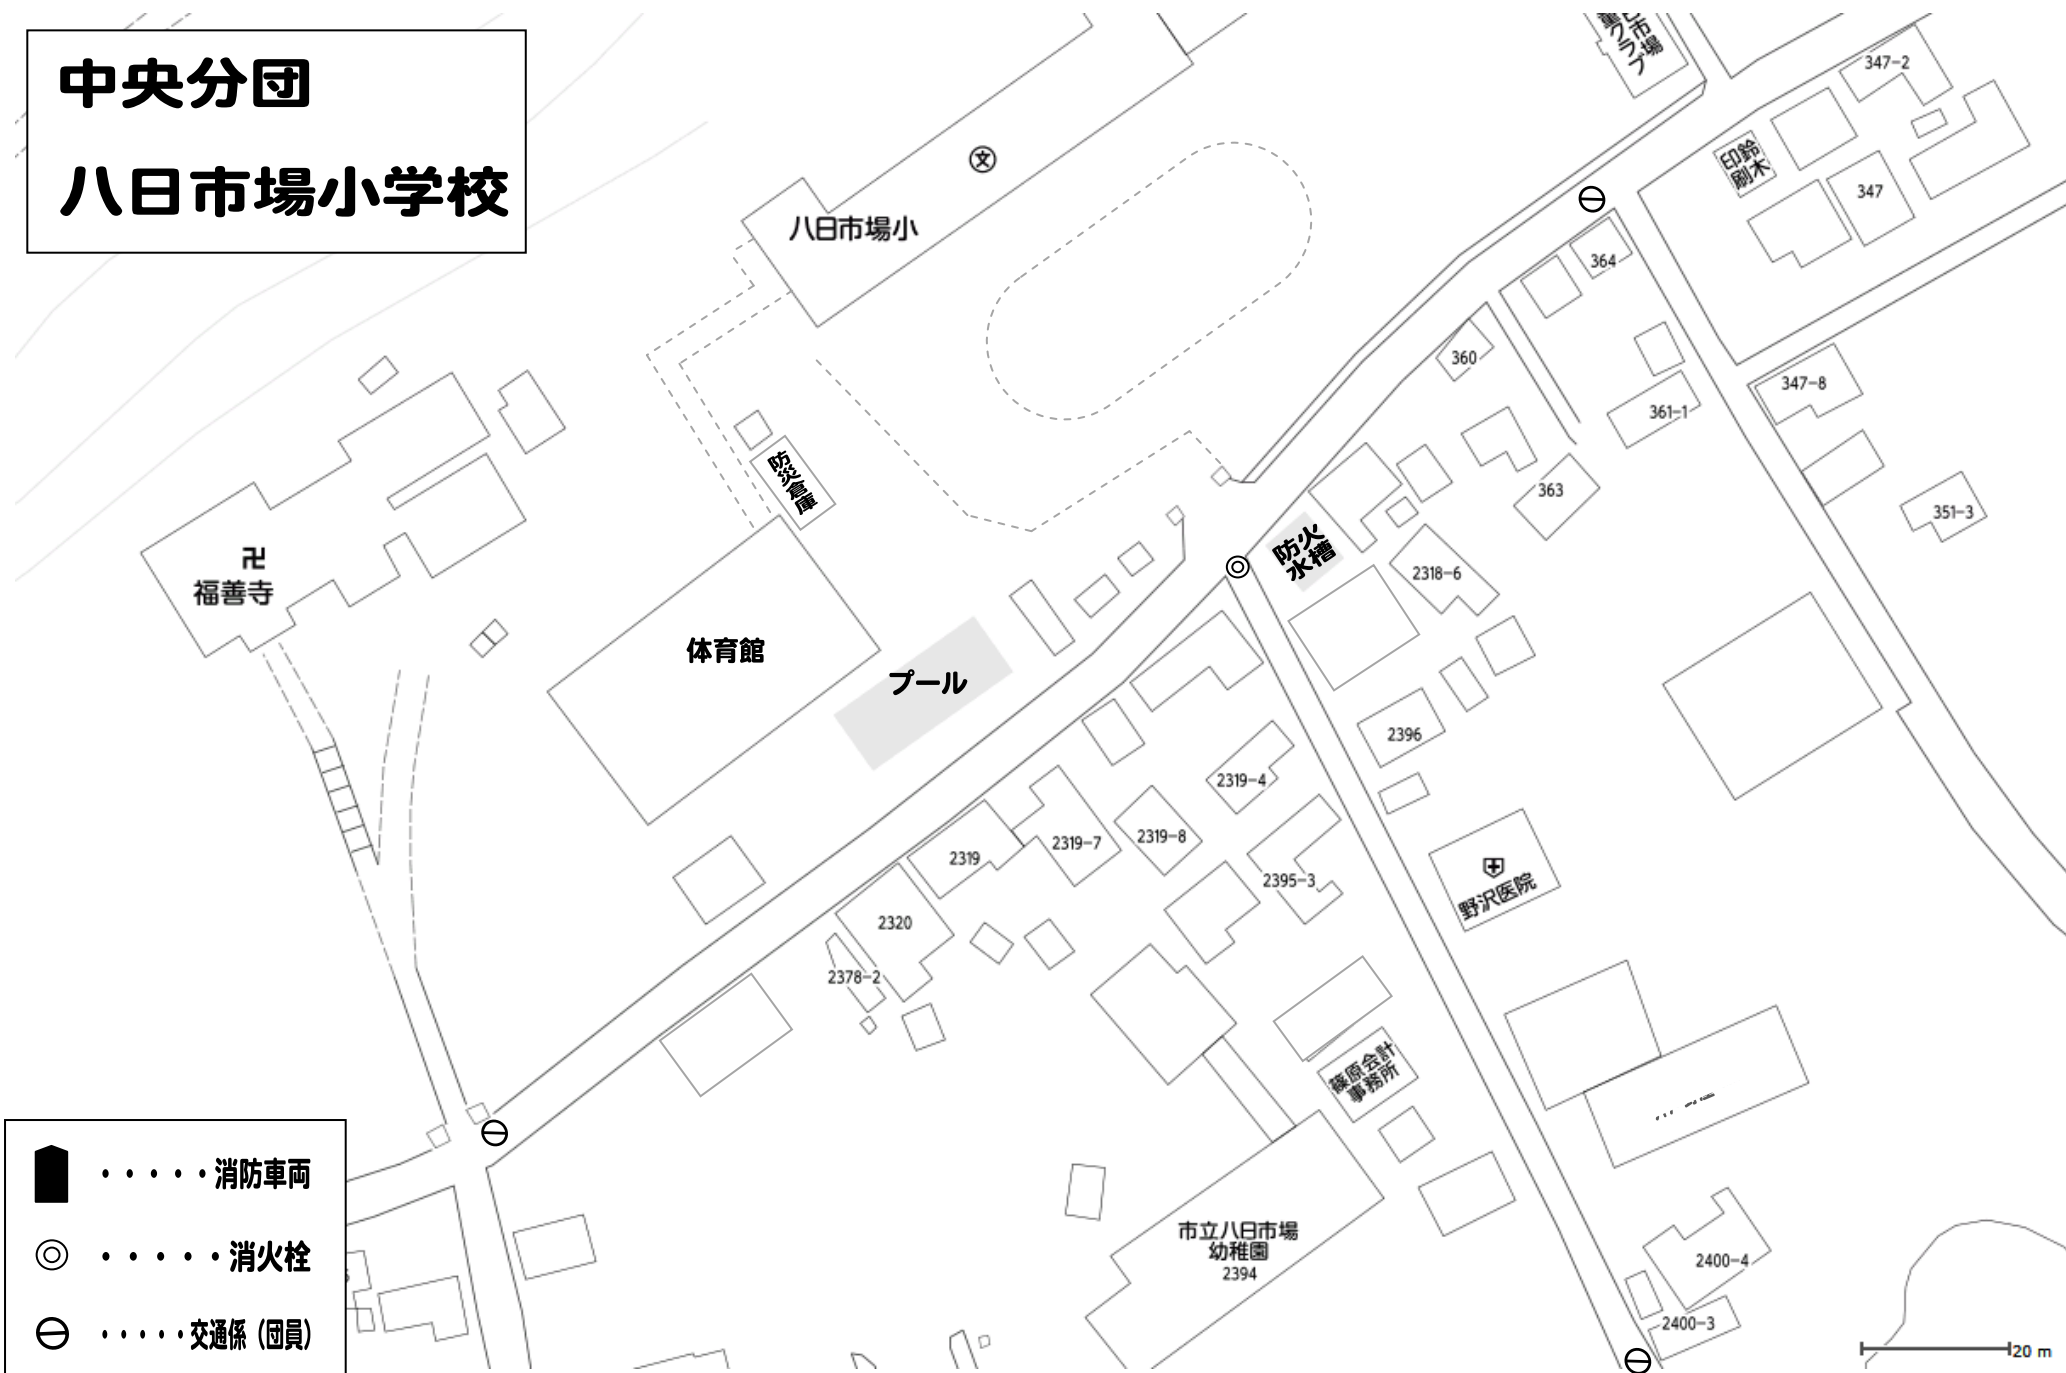 中央分団
八日市場小学校
八日市場小
文
防災倉庫
卍
福善寺
体育館
プール
防火
水槽
鈴木
印刷
347-2
347
364
360
361-1
347-8
363
351-3
2318-6
2396
2319-4
2319-8
2319-7
2319
2395-3
2320
2378-2
野沢医院
篠原会計
事務所
市立八日市場
幼稚園
2394
2400-4
2400-3
・・・・・消防車両
・・・・・消火栓
・・・・・交通係（団員）
20 m